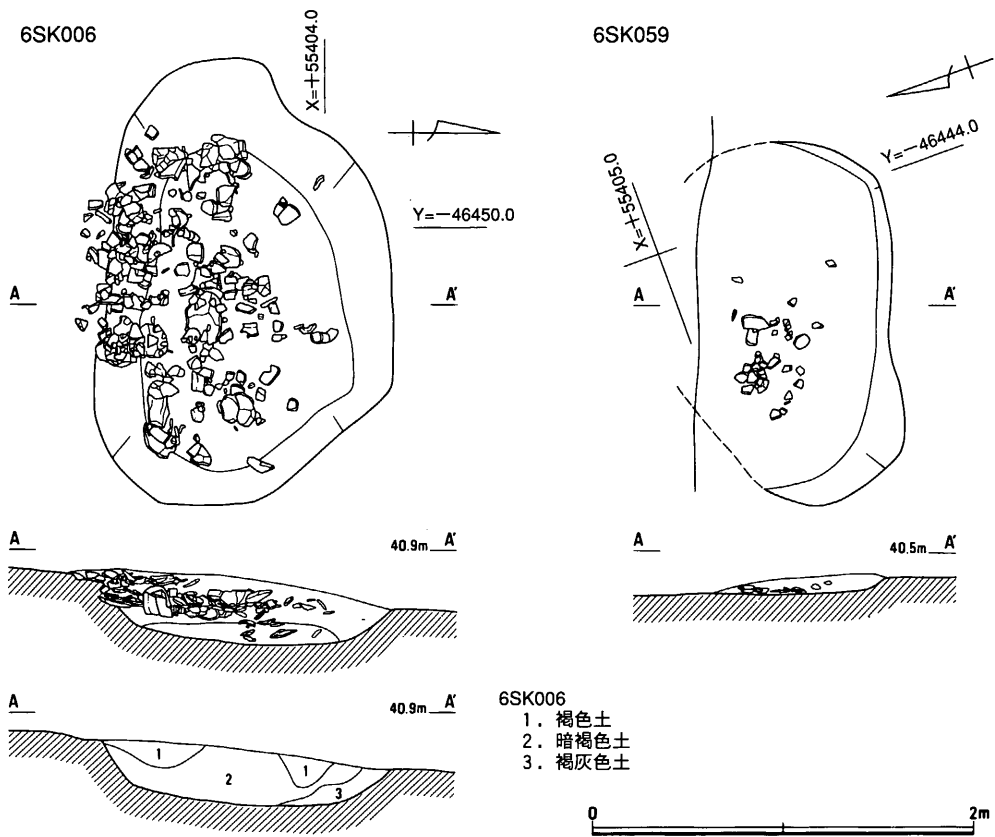 6SK006
X=+55404.0
Y=-46450.0
A
A'
6SK059
X=+55405.0
Y=-46444.0
A
A'
A
40.9m
A'
A
40.5m
A'
A
40.9m
A'
1
2
1
3
6SK006
1. 褐色土
2. 暗褐色土
3. 褐灰色土
0
2m